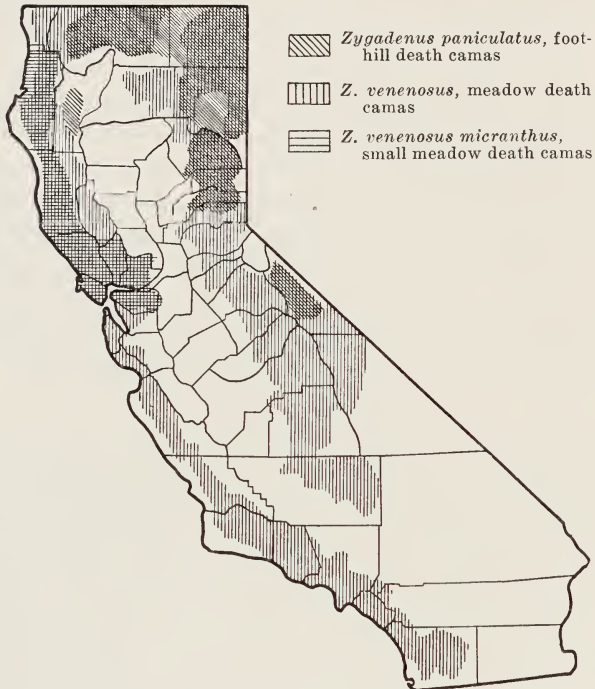 Zygadenus paniculatus, foot-
hill death camas
Z. venenosus, meadow death
camas
Z. venenosus micranthus,
small meadow death camas